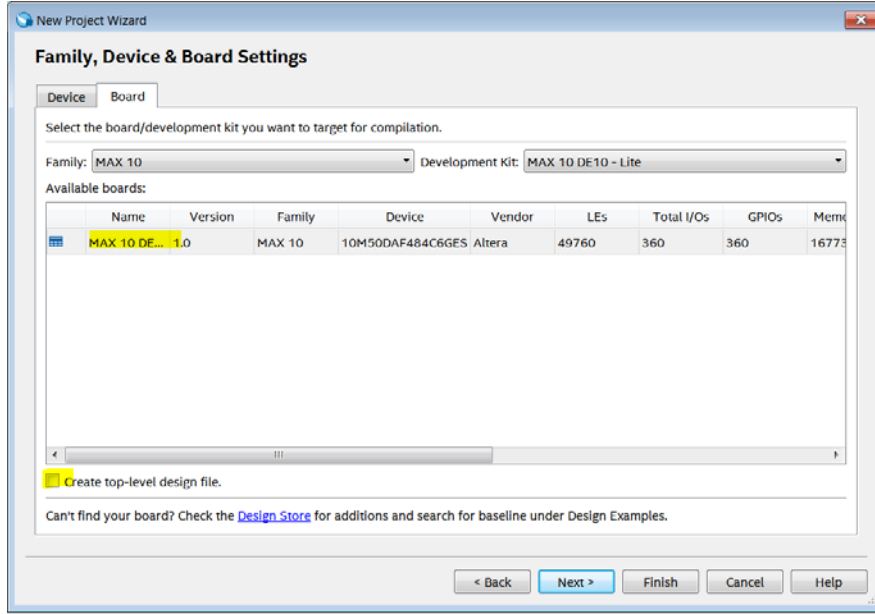 New Project Wizard
Family, Device & Board Settings
Device Board
Select the board/development kit you want to target for compilation.
Family: MAX 10 Development Kit: MAX 10 DE10 - Lite
Available boards:
Name Version Family Device Vendor LEs Total I/Os GPIOs Memo
MAX 10 DE... 1.0 MAX 10 10M50DAF484C6GES Altera 49760 360 360 16773
Create top-level design file.
Can't find your board? Check the Design Store for additions and search for baseline under Design Examples.
< Back Next > Finish Cancel Help